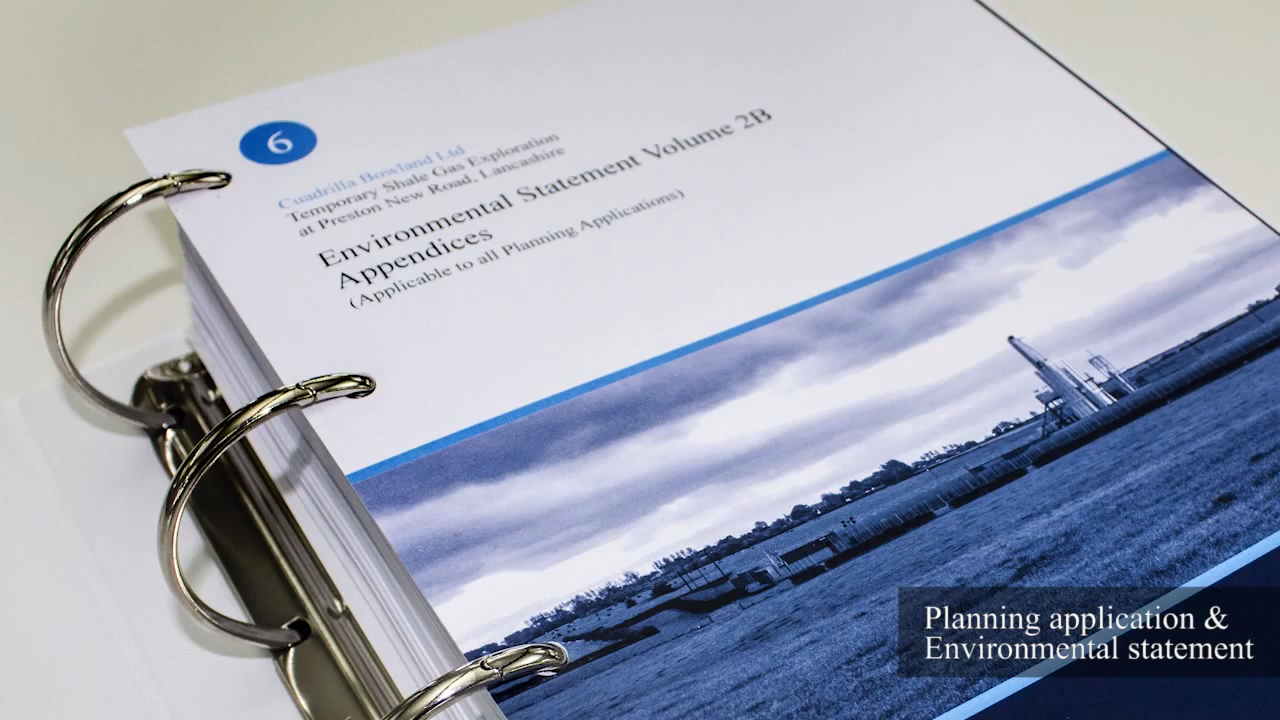 6
Cuadrilla Bowland Ltd
Temporary Shale Gas Exploration
at Preston New Road, Lancashire
Environmental Statement Volume 2B
Appendices
(Applicable to all Planning Applications)
Planning application &
Environmental statement